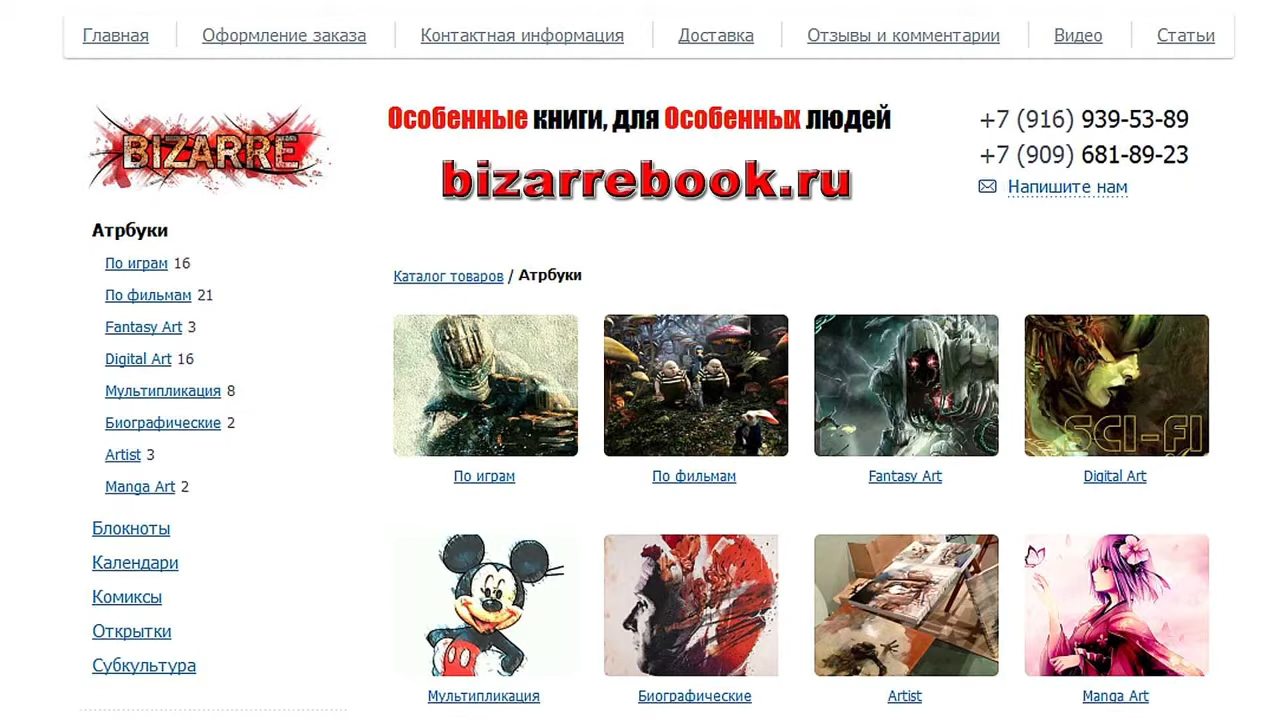 Главная
Оформление заказа
Контактная информация
Доставка
Отзывы и комментарии
Видео
Статьи
BIZARRE
Особенные книги, для Особенных людей
bizarrebook.ru
+7 (916) 939-53-89
+7 (909) 681-89-23
Напишите нам
Атрбуки
По играм 16
По фильмам 21
Fantasy Art 3
Digital Art 16
Мультипликация 8
Биографические 2
Artist 3
Manga Art 2
Блокноты
Календари
Комиксы
Открытки
Субкультура
Каталог товаров / Атрбуки
SCI-FI
По играм
По фильмам
Fantasy Art
Digital Art
Мультипликация
Биографические
Artist
Manga Art